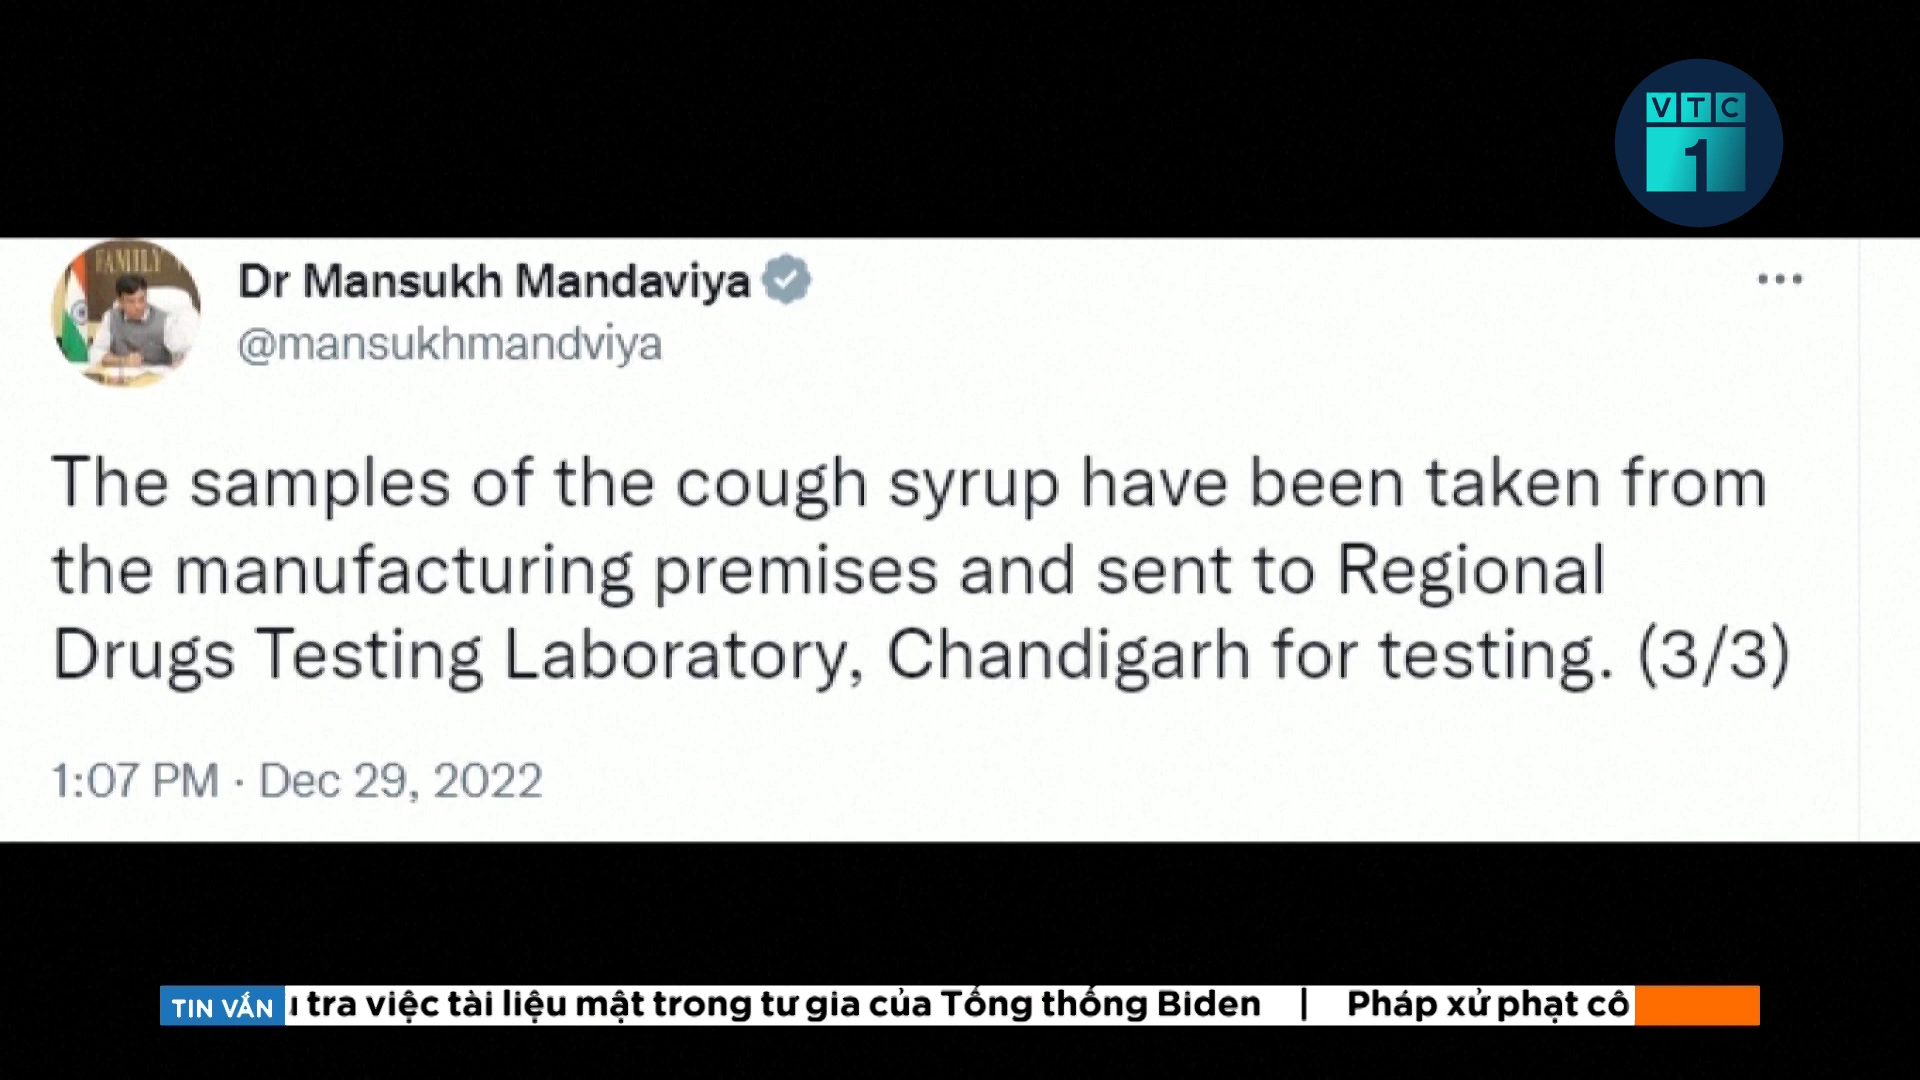 VTC
1
FAMILY
Dr Mansukh Mandaviya
@mansukhmandviya
The samples of the cough syrup have been taken from
the manufacturing premises and sent to Regional
Drugs Testing Laboratory, Chandigarh for testing. (3/3)
1:07 PM · Dec 29, 2022
TIN VẮN tra việc tài liệu mật trong tư gia của Tổng thống Biden | Pháp xử phạt cô